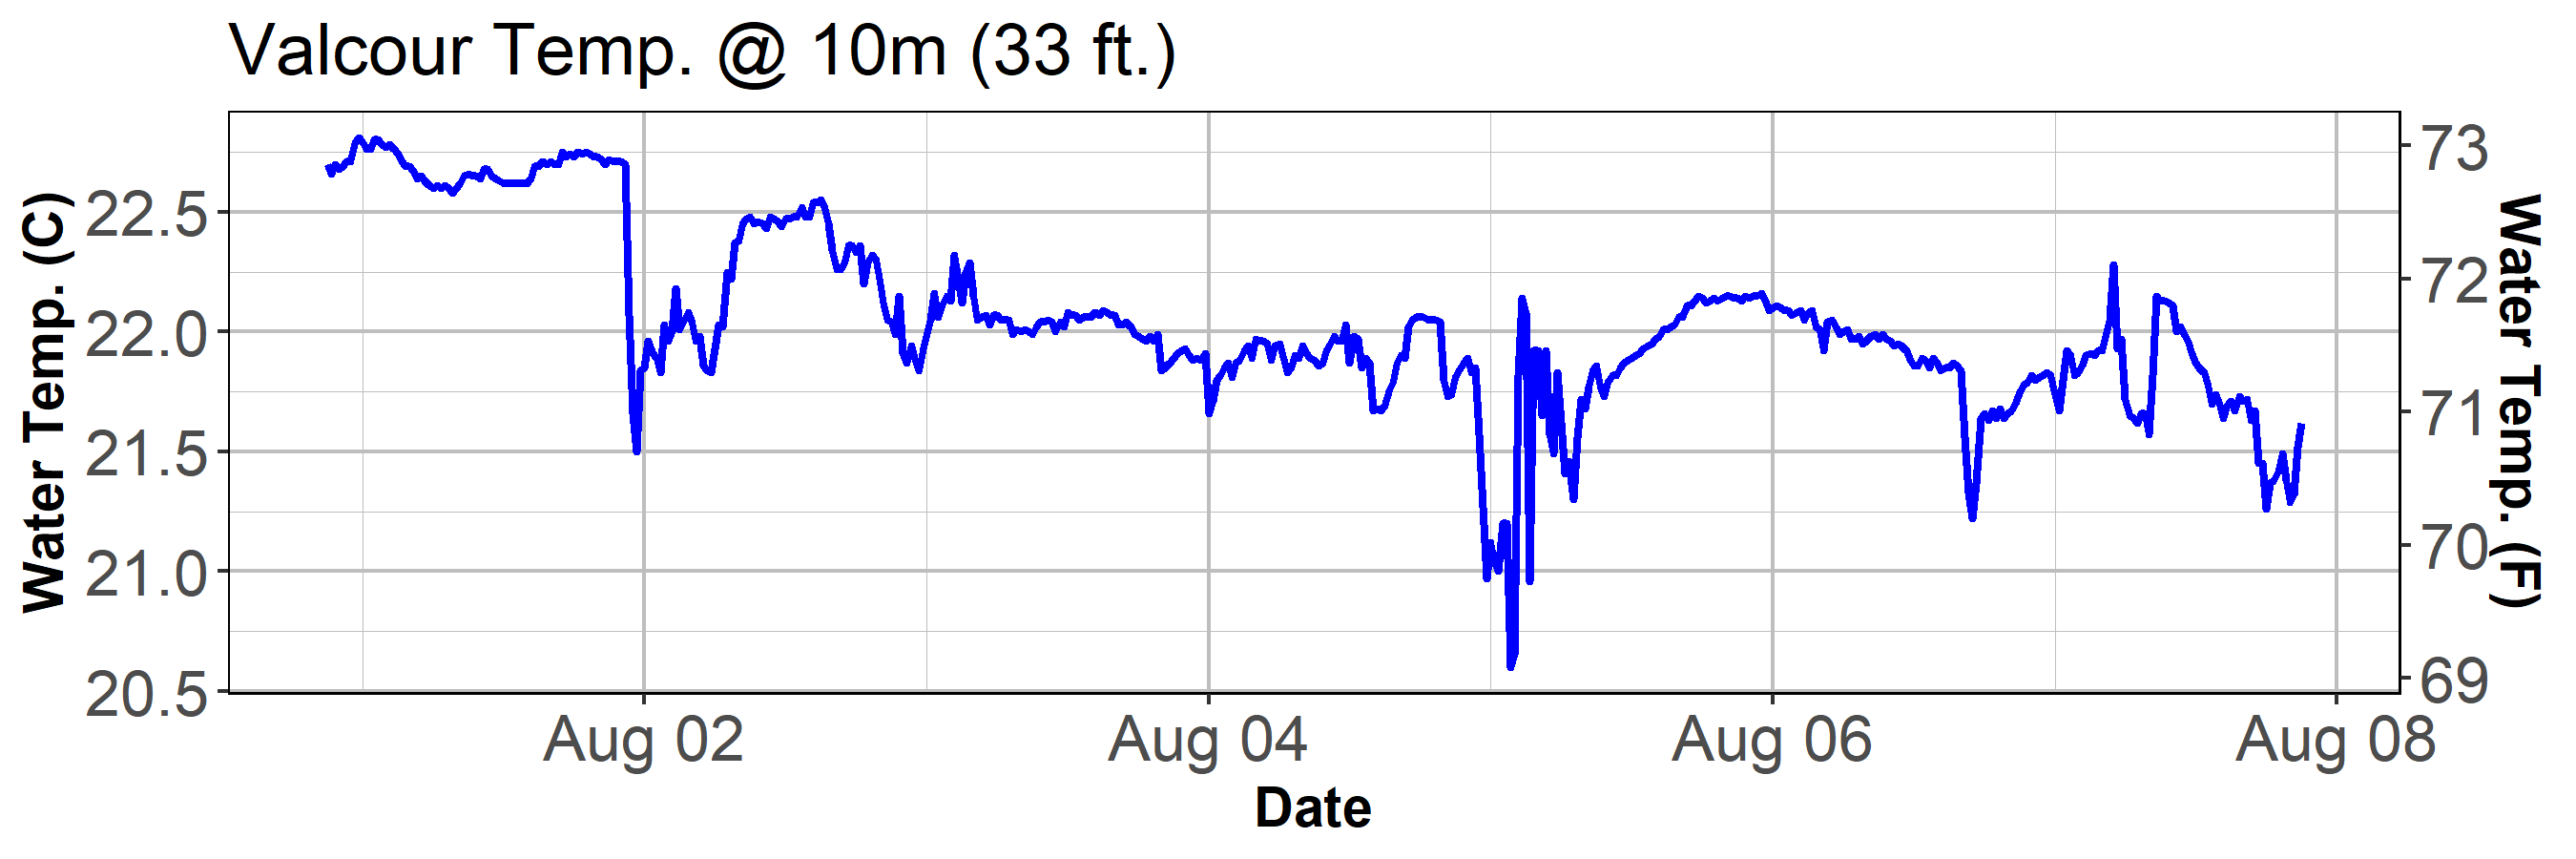 Valcour Temp. @ 10m (33 ft.)
Water Temp. (C)
22.5
22.0
21.5
21.0
20.5
73
72
71
70
69
Water Temp. (F)
Aug 02
Aug 04
Aug 06
Aug 08
Date